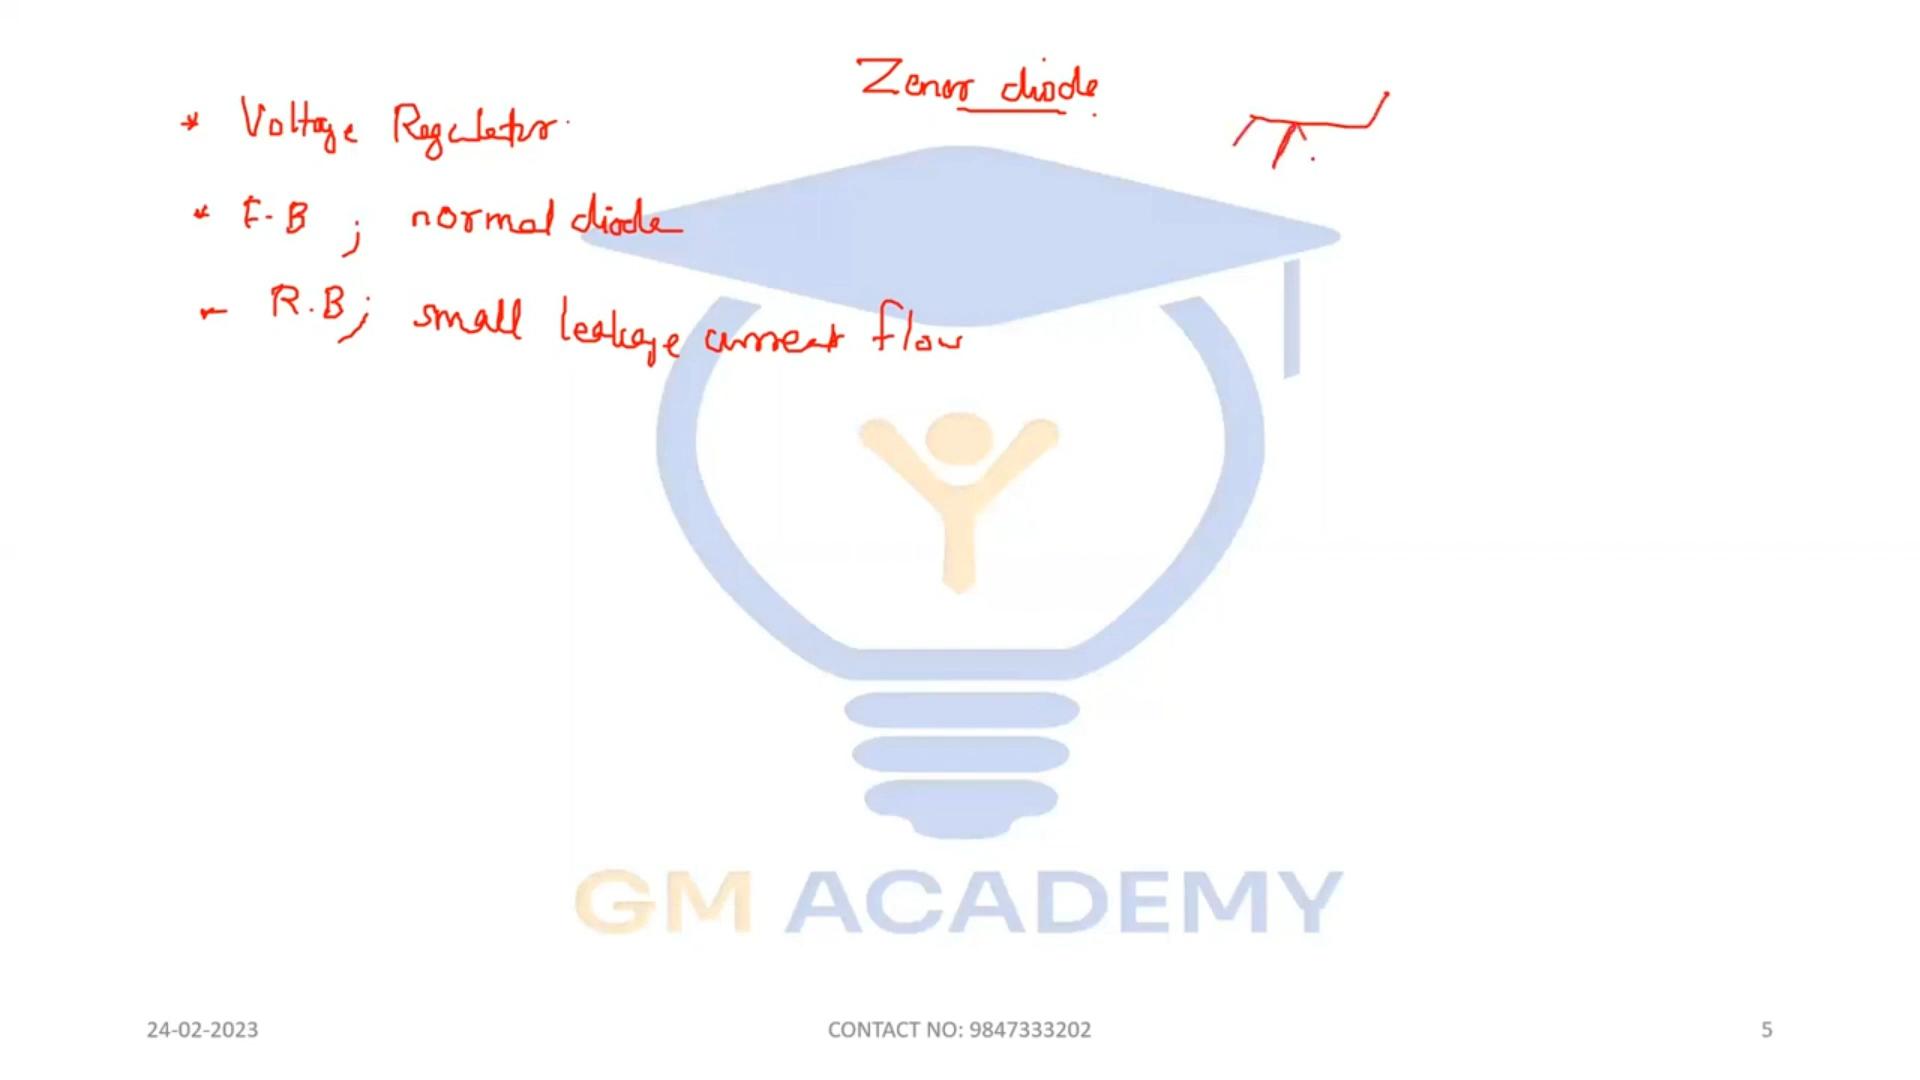 Zener diode.
* Voltage Regulator.
* F.B ; normal diode
- R.B ; small leakage current flow
GM ACADEMY
24-02-2023
CONTACT NO: 9847333202
5